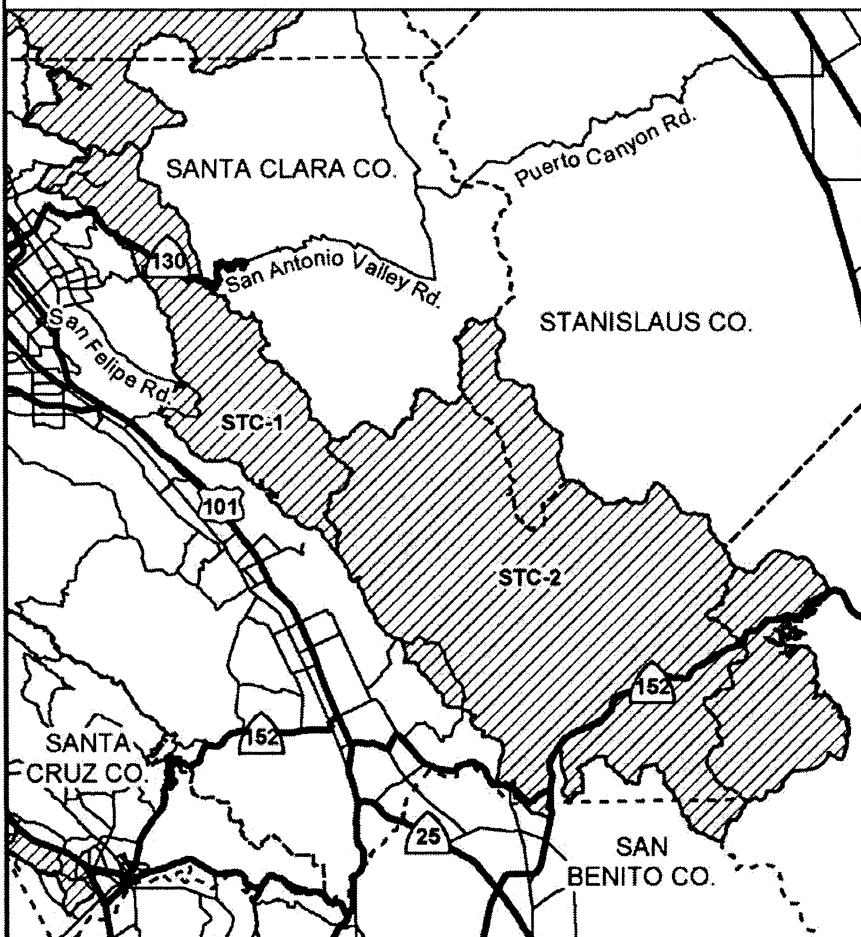 SANTA CLARA CO.
Puerto Canyon Rd.
130
San Antonio Valley Rd.
San Felipe Rd.
STANISLAUS CO.
STC-1
101
STC-2
152
SANTA
CRUZ CO.
152
25
SAN
BENITO CO.